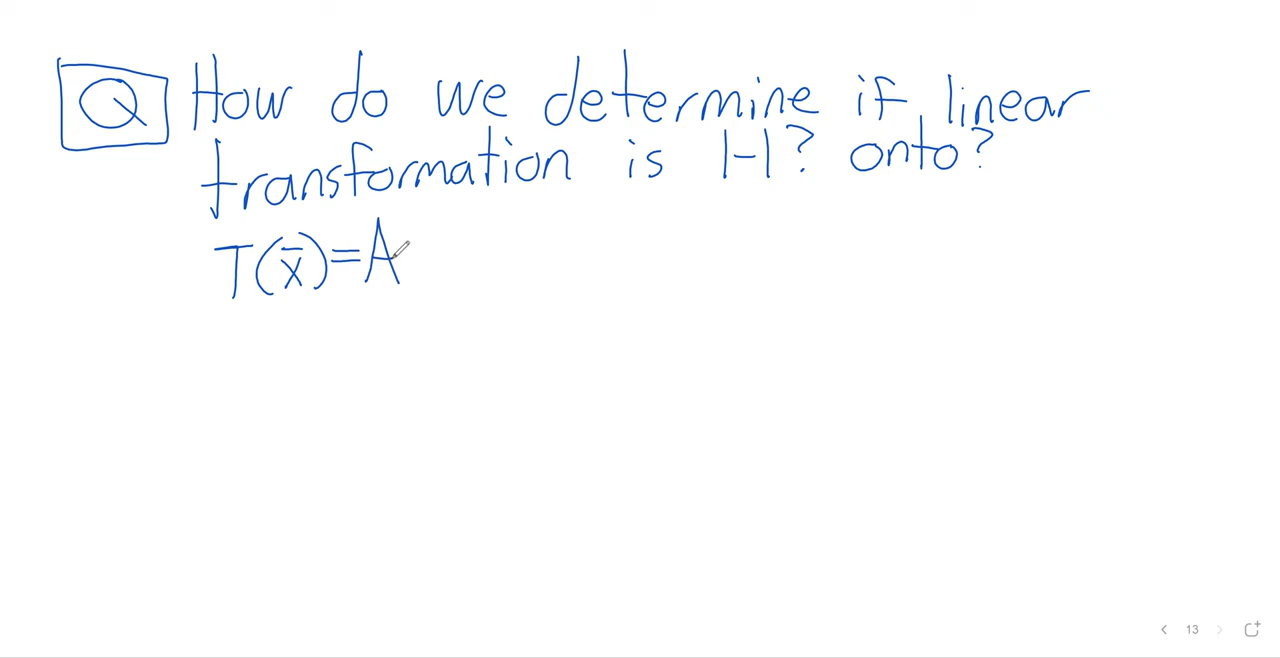 Q How do we determine if linear
transformation is 1-1? onto?
T(x̄)=A
13